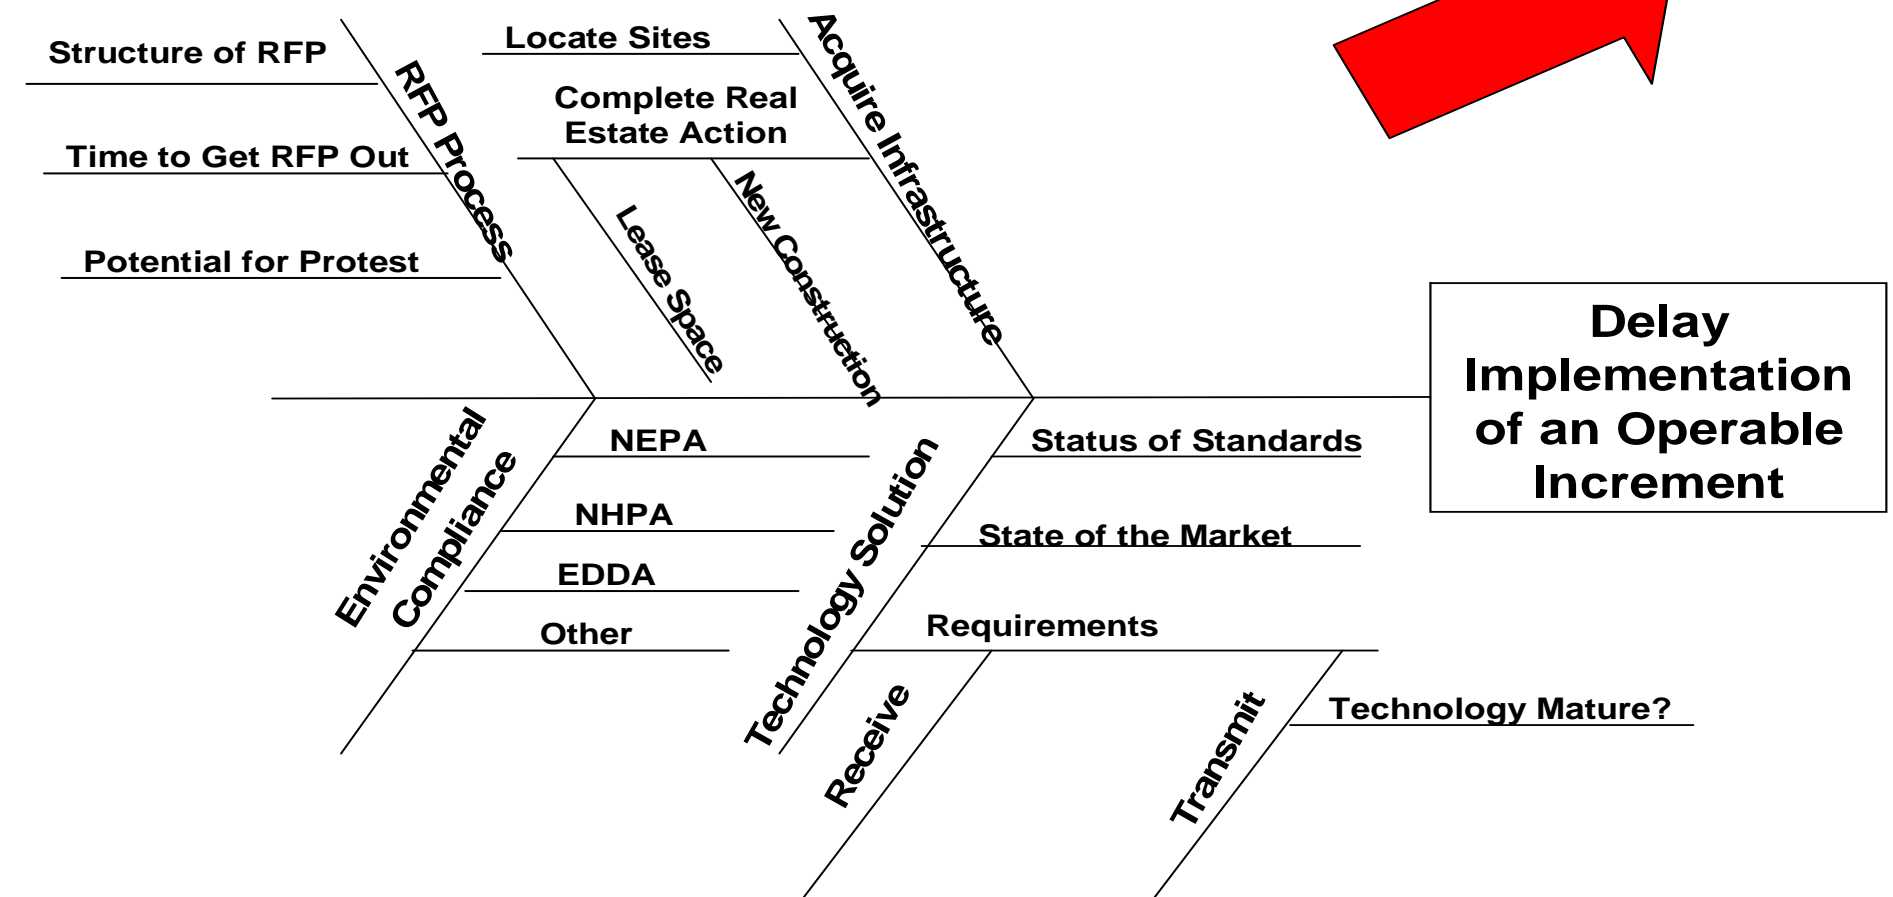 Structure of RFP
Time to Get RFP Out
Potential for Protest
RFP Process
Locate Sites
Complete Real
Estate Action
Lease Space
New Construction
Acquire Infrastructure
Delay
Implementation
of an Operable
Increment
Environmental
Compliance
NEPA
NHPA
EDDA
Other
Technology Solution
Status of Standards
State of the Market
Requirements
Receive
Transmit
Technology Mature?